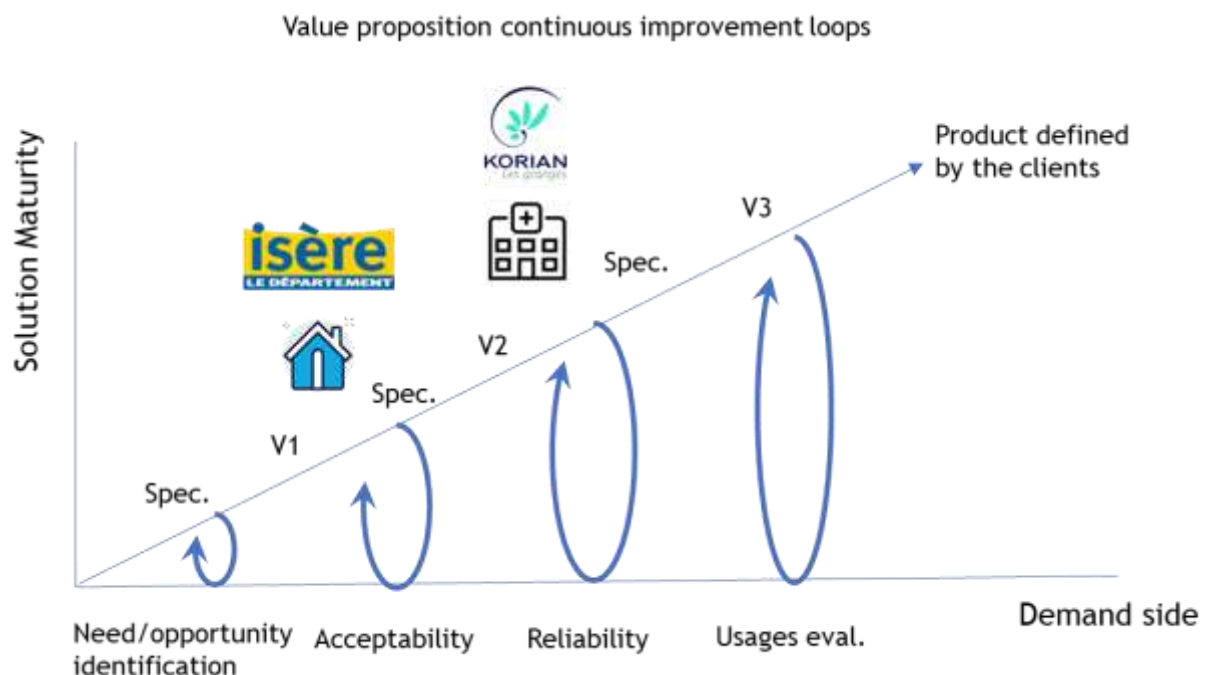 Value proposition continuous improvement loops
Solution Maturity
KORIAN
Les granges
isère
LE DÉPARTEMENT
Product defined
by the clients
V3
Spec.
V2
Spec.
V1
Spec.
Need/opportunity
identification
Acceptability
Reliability
Usages eval.
Demand side